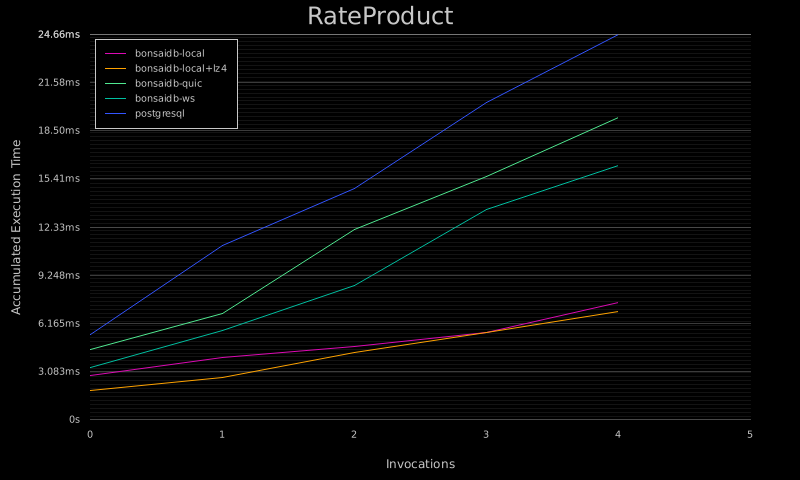 RateProduct
24.66ms
21.58ms
18.50ms
15.41ms
12.33ms
9.248ms
6.165ms
3.083ms
0s
bonsaidb-local
bonsaidb-local+lz4
bonsaidb-quic
bonsaidb-ws
postgresql
Accumulated Execution Time
0 1 2 3 4 5
Invocations